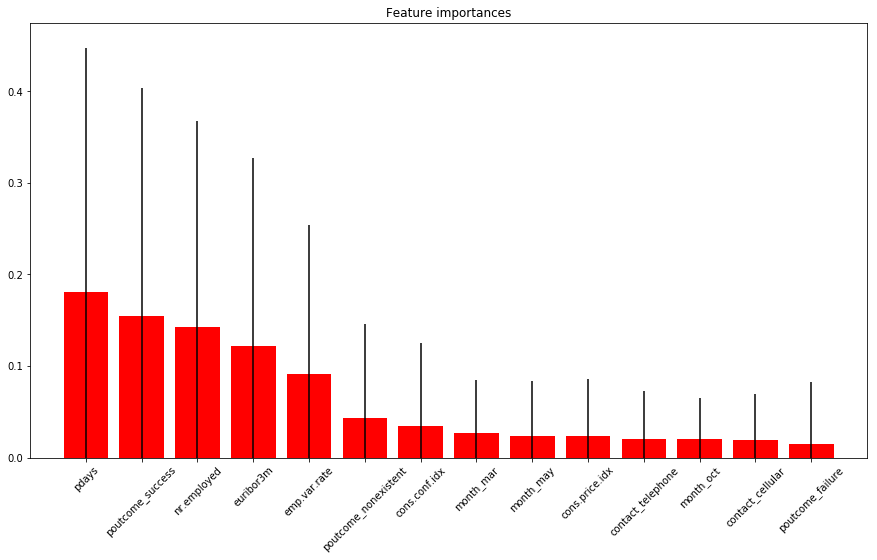 Feature importances
0.4
0.3
0.2
0.1
0.0
pdays
poutcome_success
nr.employed
euribor3m
emp.var.rate
poutcome_nonexistent
cons.conf.idx
month_mar
month_may
cons.price.idx
contact_telephone
month_oct
contact_cellular
poutcome_failure